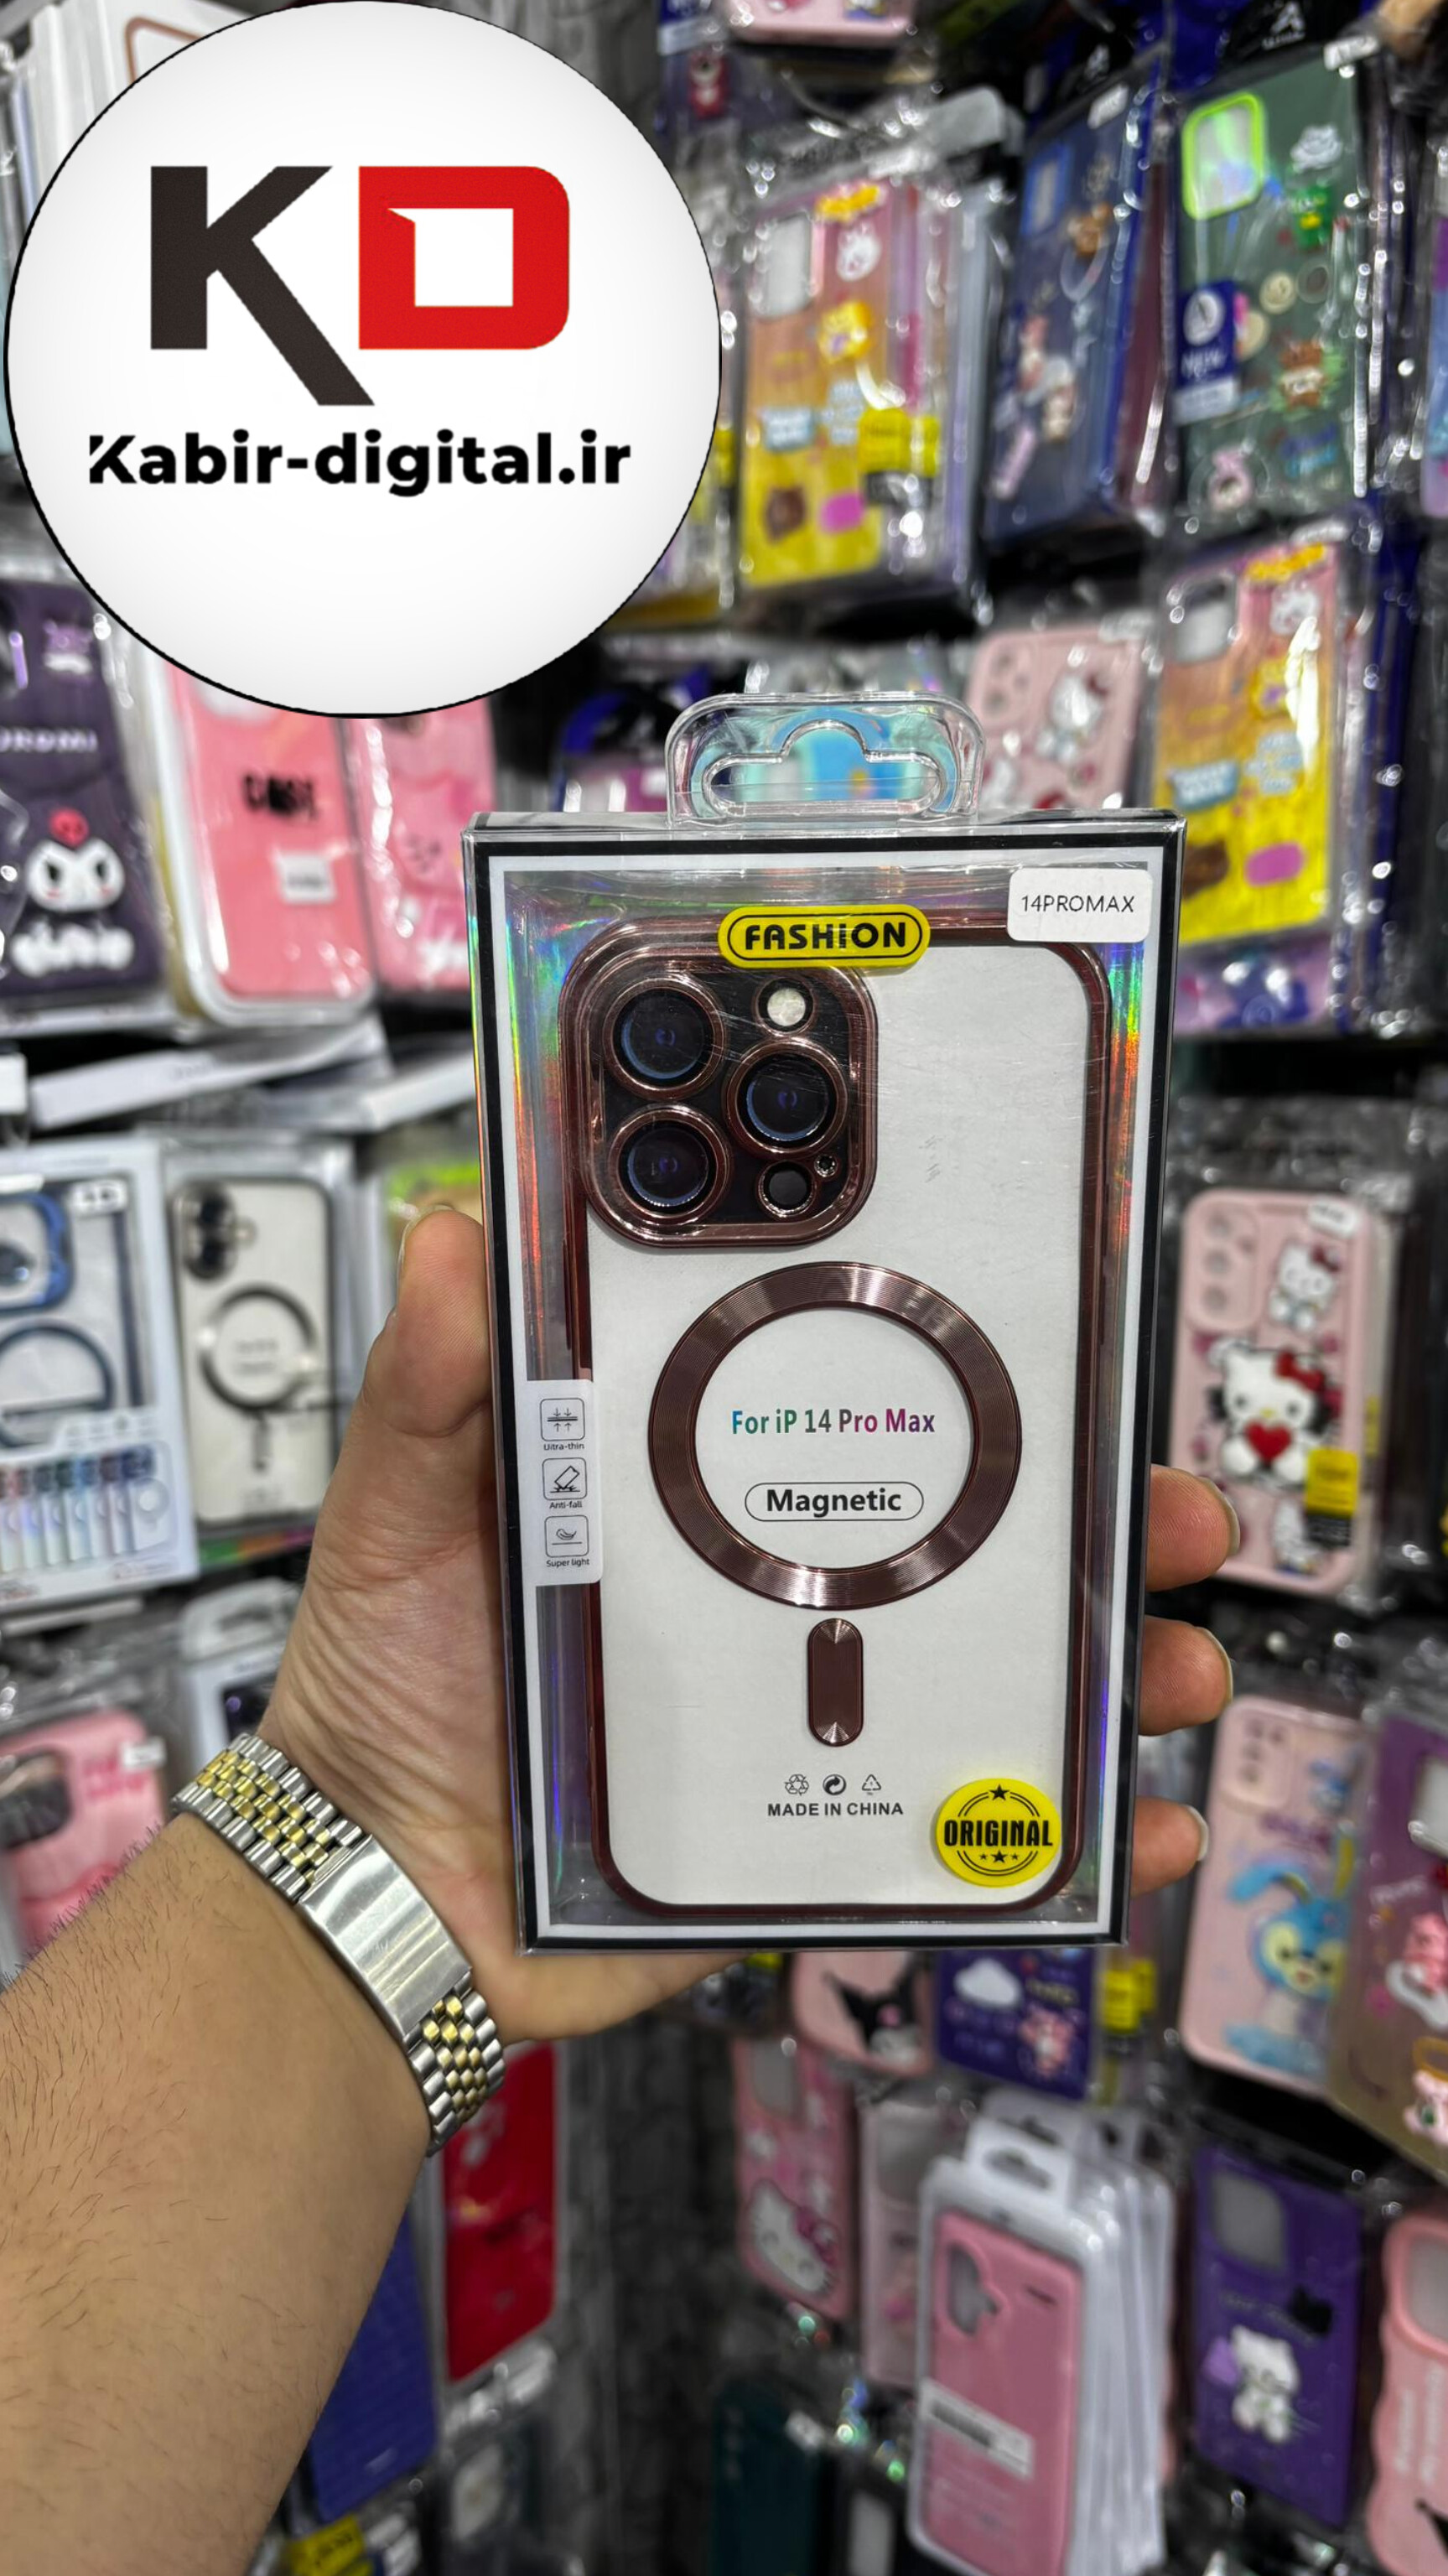 KD
Kabir-digital.ir
14PROMAX
FASHION
For iP 14 Pro Max
Magnetic
Ultra-thin
Anti-fall
Super light
MADE IN CHINA
ORIGINAL
CASE